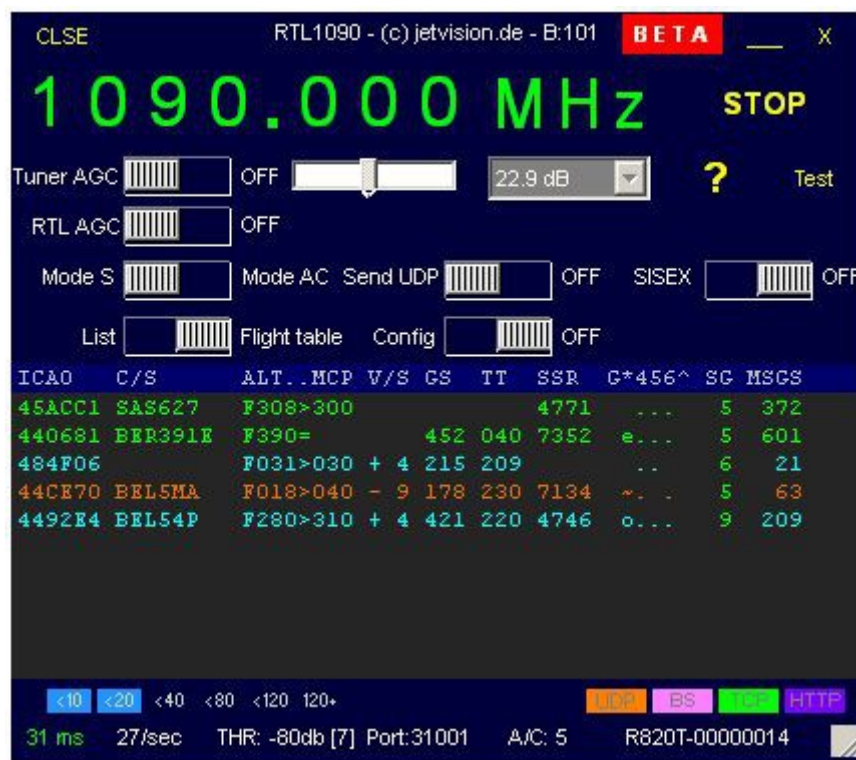 CLSE RTL1090 - (c) jetvision.de - B:101 BETA __ X
1090.000 MHz STOP
Tuner AGC OFF 22.9 dB ? Test
RTL AGC OFF
Mode S Mode AC Send UDP OFF SISEX OFF
List Flight table Config OFF
ICAO C/S ALT..MCP V/S GS TT SSR G*456^ SG MSGS
45ACC1 SAS627 F308>300 4771 ... 5 372
440681 BER391E F390= 452 040 7352 e... 5 601
484F06 F031>030 + 4 215 209 .. 6 21
44CE70 BEL5MA F018>040 - 9 178 230 7134 ~. . 5 63
4492E4 BEL54P F280>310 + 4 421 220 4746 o... 9 209
<10 <20 <40 <80 <120 120+ UDP BS TCP HTTP
31 ms 27/sec THR: -80db [7] Port:31001 A/C: 5 R820T-00000014